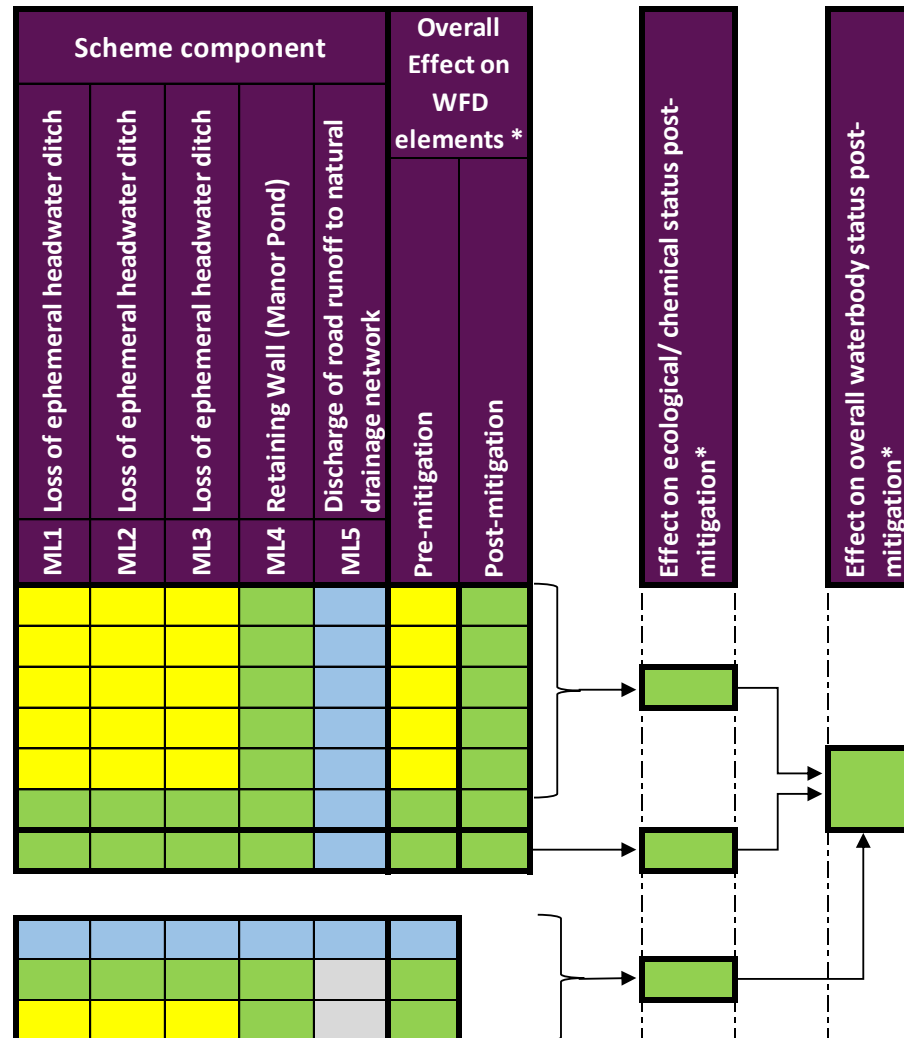 Scheme component
Overall
Effect on
WFD
elements *
ML1 Loss of ephemeral headwater ditch
ML2 Loss of ephemeral headwater ditch
ML3 Loss of ephemeral headwater ditch
ML4 Retaining Wall (Manor Pond)
ML5 Discharge of road runoff to natural
drainage network
Pre-mitigation
Post-mitigation
Effect on ecological/ chemical status post-
mitigation*
Effect on overall waterbody status post-
mitigation*